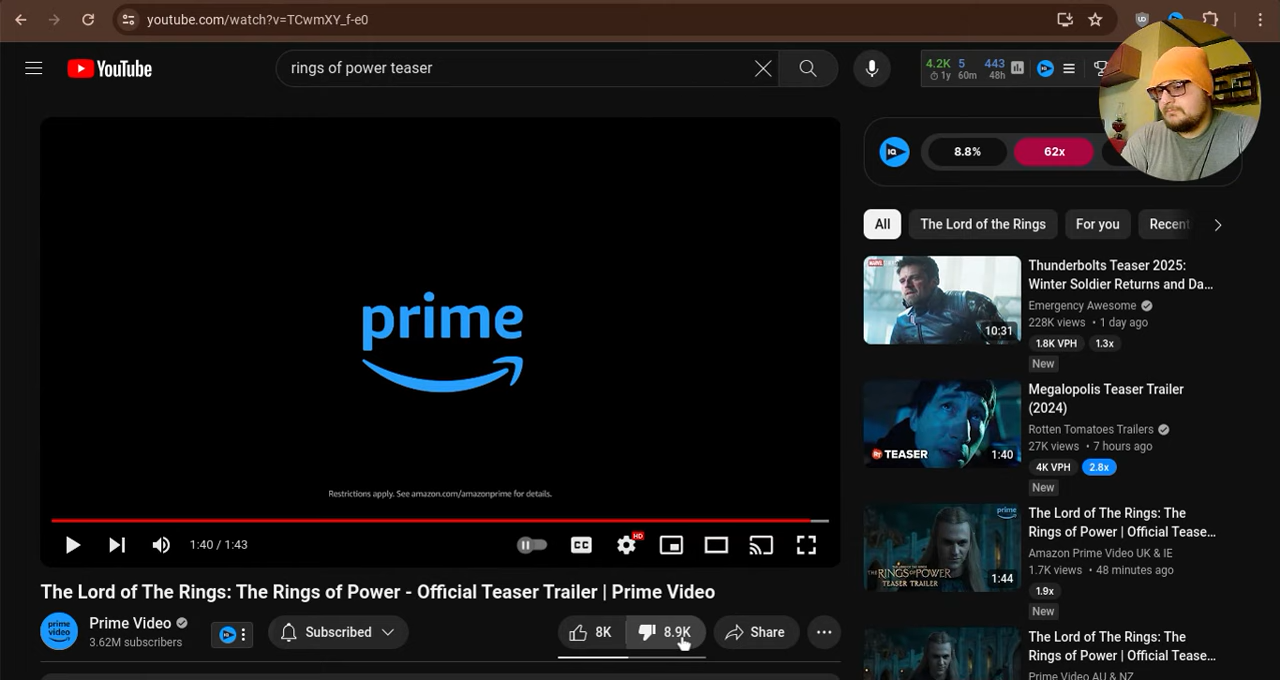 youtube.com/watch?v=TCwmXY_f-e0
YouTube
rings of power teaser
4.2K 5 443
1y 60m 48h
IQ
8.8%
62x
prime
Restrictions apply. See amazon.com/amazonprime for details.
1:40 / 1:43
CC
HD
The Lord of The Rings: The Rings of Power - Official Teaser Trailer | Prime Video
prime video
Prime Video
3.62M subscribers
Subscribed
8K
8.9K
Share
All
The Lord of the Rings
For you
Recent
10:31
Thunderbolts Teaser 2025:
Winter Soldier Returns and Da...
Emergency Awesome
228K views • 1 day ago
1.8K VPH 1.3x
New
TEASER
1:40
Megalopolis Teaser Trailer
(2024)
Rotten Tomatoes Trailers
27K views • 7 hours ago
4K VPH 2.8x
New
prime
THE RINGS OF POWER
TEASER TRAILER
1:44
The Lord of the Rings: The
Rings of Power | Official Tease...
Amazon Prime Video UK & IE
1.7K views • 48 minutes ago
1.9x
New
The Lord of the Rings: The
Rings of Power | Official Tease...
Prime Video AU & NZ